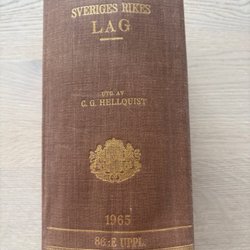 SVERIGES RIKES
LAG
UTG. AV
C. G. HELLQUIST
1965
86:E UPPL.